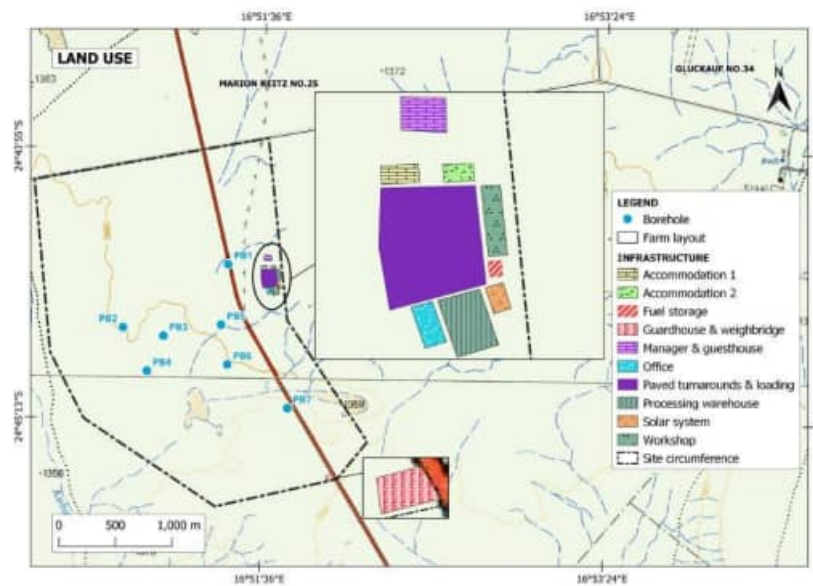 16°51'36"E
16°53'24"E
LAND USE
GLUCKAUF NO.34
1372
MARION KEITZ NO.25
N
24°43'55"S
LEGEND
Borehole
Farm layout
INFRASTRUCTURE
Accommodation 1
Accommodation 2
Fuel storage
Guardhouse & weighbridge
Manager & guesthouse
Office
Paved turnarounds & loading
Processing warehouse
Solar system
Workshop
Site circumference
PB1
PB2
PB3
PB5
PB4
PB6
PB7
1369
24°45'13"S
1356
0
500
1,000 m
16°51'36"E
16°53'24"E